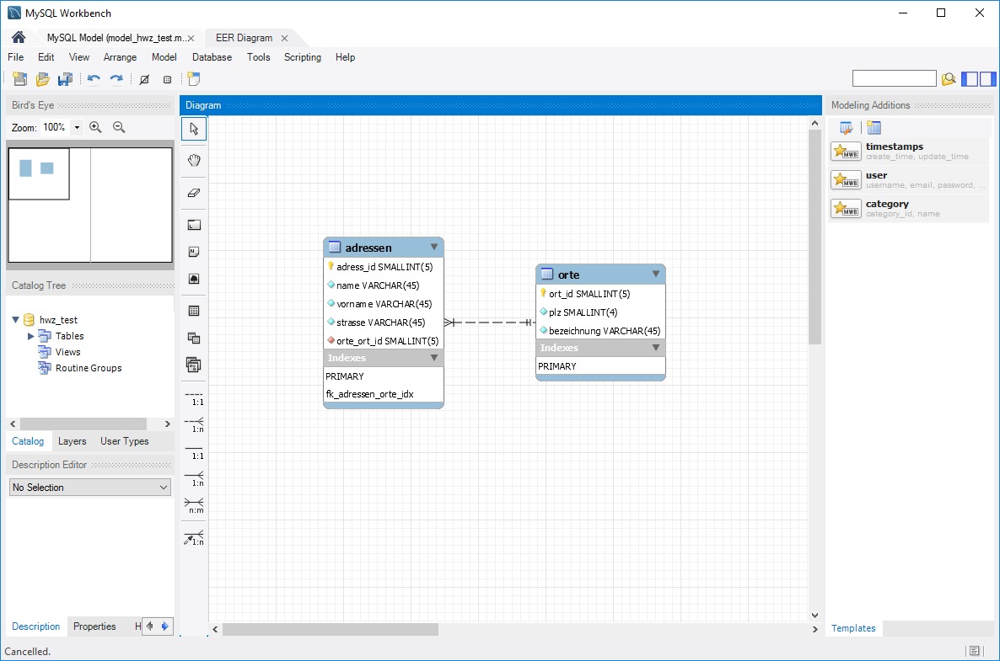 MySQL Workbench
MySQL Model (model_hwz_test.m..×
EER Diagram ×
File Edit View Arrange Model Database Tools Scripting Help
Bird's Eye
Zoom: 100%
Catalog Tree
hwz_test
Tables
Views
Routine Groups
Catalog Layers User Types
Description Editor
No Selection
Description Properties H
Diagram
1:1
1:n
1:1
1:n
n:m
1:n
adressen
adress_id SMALLINT(5)
name VARCHAR(45)
vorname VARCHAR(45)
strasse VARCHAR(45)
orte_ort_id SMALLINT(5)
Indexes
PRIMARY
fk_adressen_orte_idx
orte
ort_id SMALLINT(5)
plz SMALLINT(4)
bezeichnung VARCHAR(45)
Indexes
PRIMARY
Modeling Additions
MWB
timestamps
create_time, update_time
MWB
user
username, email, password, ...
MWB
category
category_id, name
Templates
Cancelled.